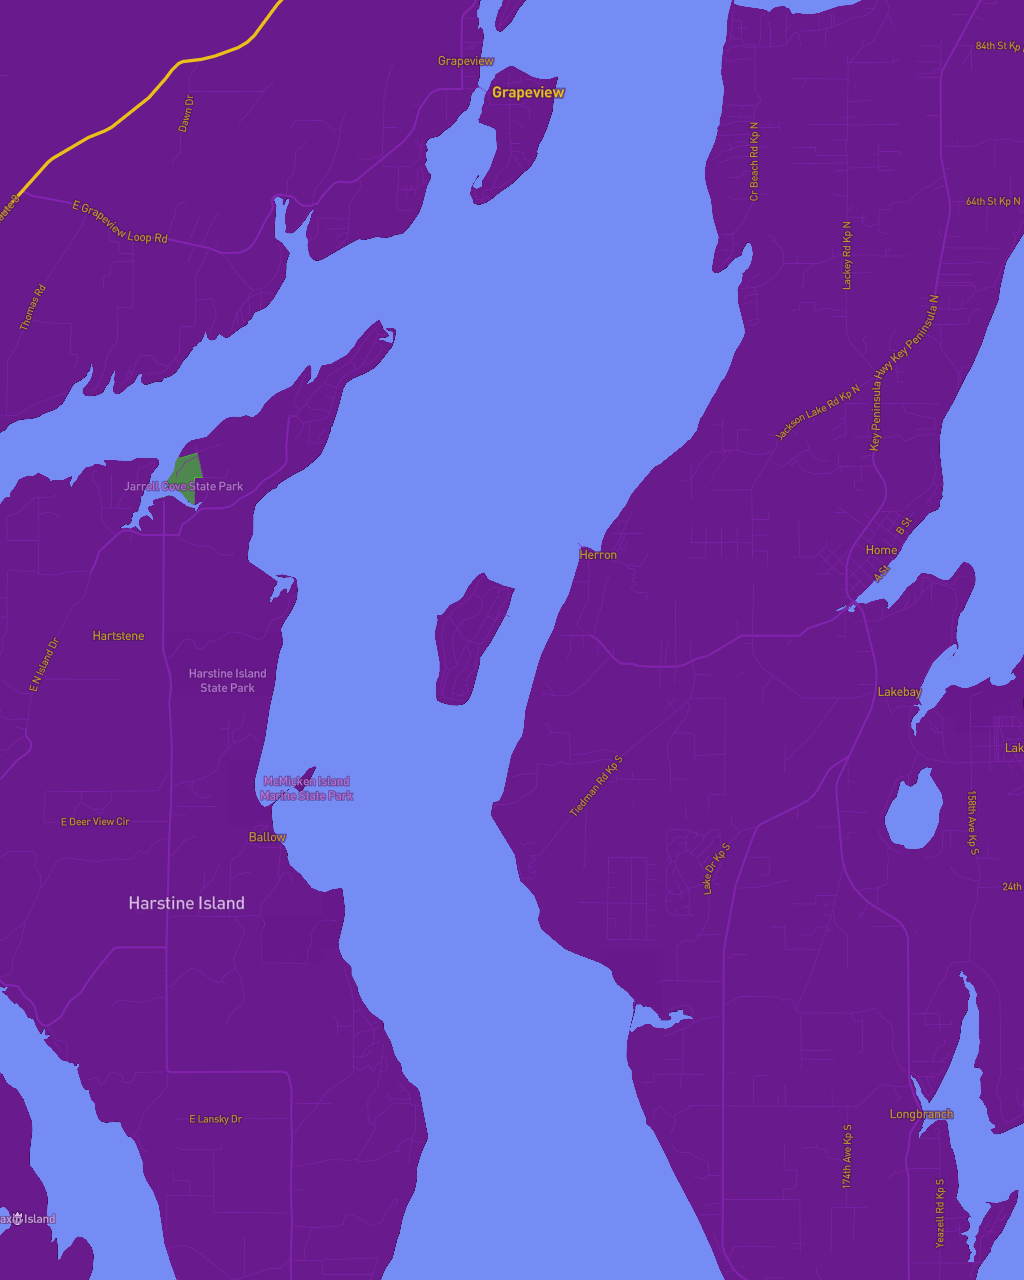 84th St Kp
Grapeview
Grapeview
Dawn Dr
Cr Beach Rd Kp N
64th St Kp N
E Grapeview Loop Rd
Lackey Rd Kp N
Thomas Rd
Key Peninsula Hwy Key Peninsula N
Jackson Lake Rd Kp N
Jarrell Cove State Park
B St
Herron
Home
A St
Hartstene
E N Island Dr
Harstine Island
State Park
Lakebay
Lak
McMicken Island
Marine State Park
Tiedman Rd Kp S
E Deer View Cir
158th Ave Kp S
Ballow
Lake Dr Kp S
24th
Harstine Island
E Lansky Dr
Longbranch
174th Ave Kp S
Yeazell Rd Kp S
Island